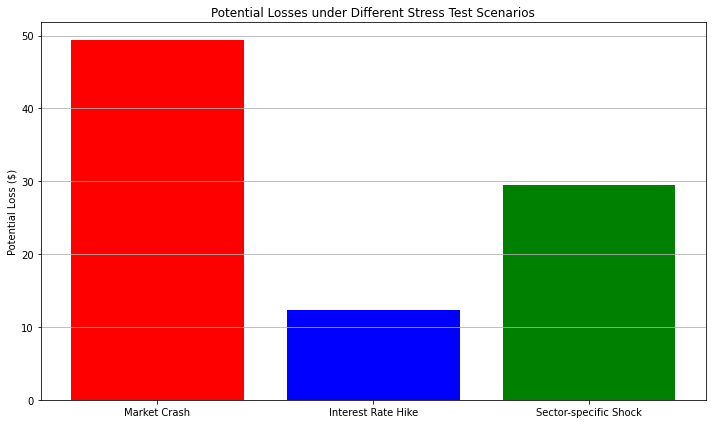 Potential Losses under Different Stress Test Scenarios
Potential Loss ($)
50
40
30
20
10
0
Market Crash
Interest Rate Hike
Sector-specific Shock